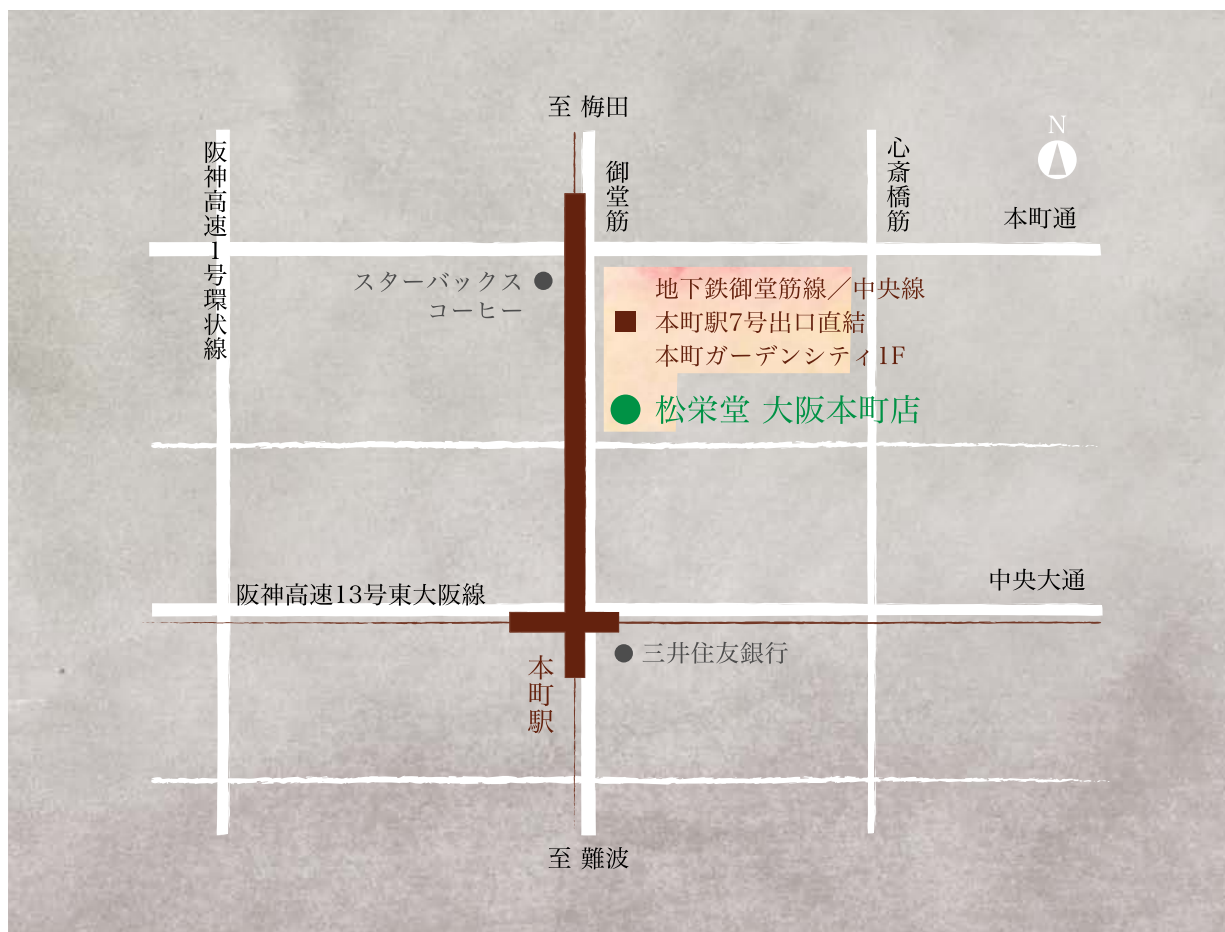 至 梅田
N
阪神高速1号環状線
御堂筋
心斎橋筋
本町通
スターバックス
コーヒー
地下鉄御堂筋線／中央線
本町駅7号出口直結
本町ガーデンシティ1F
松栄堂 大阪本町店
中央大通
阪神高速13号東大阪線
三井住友銀行
本町駅
至 難波